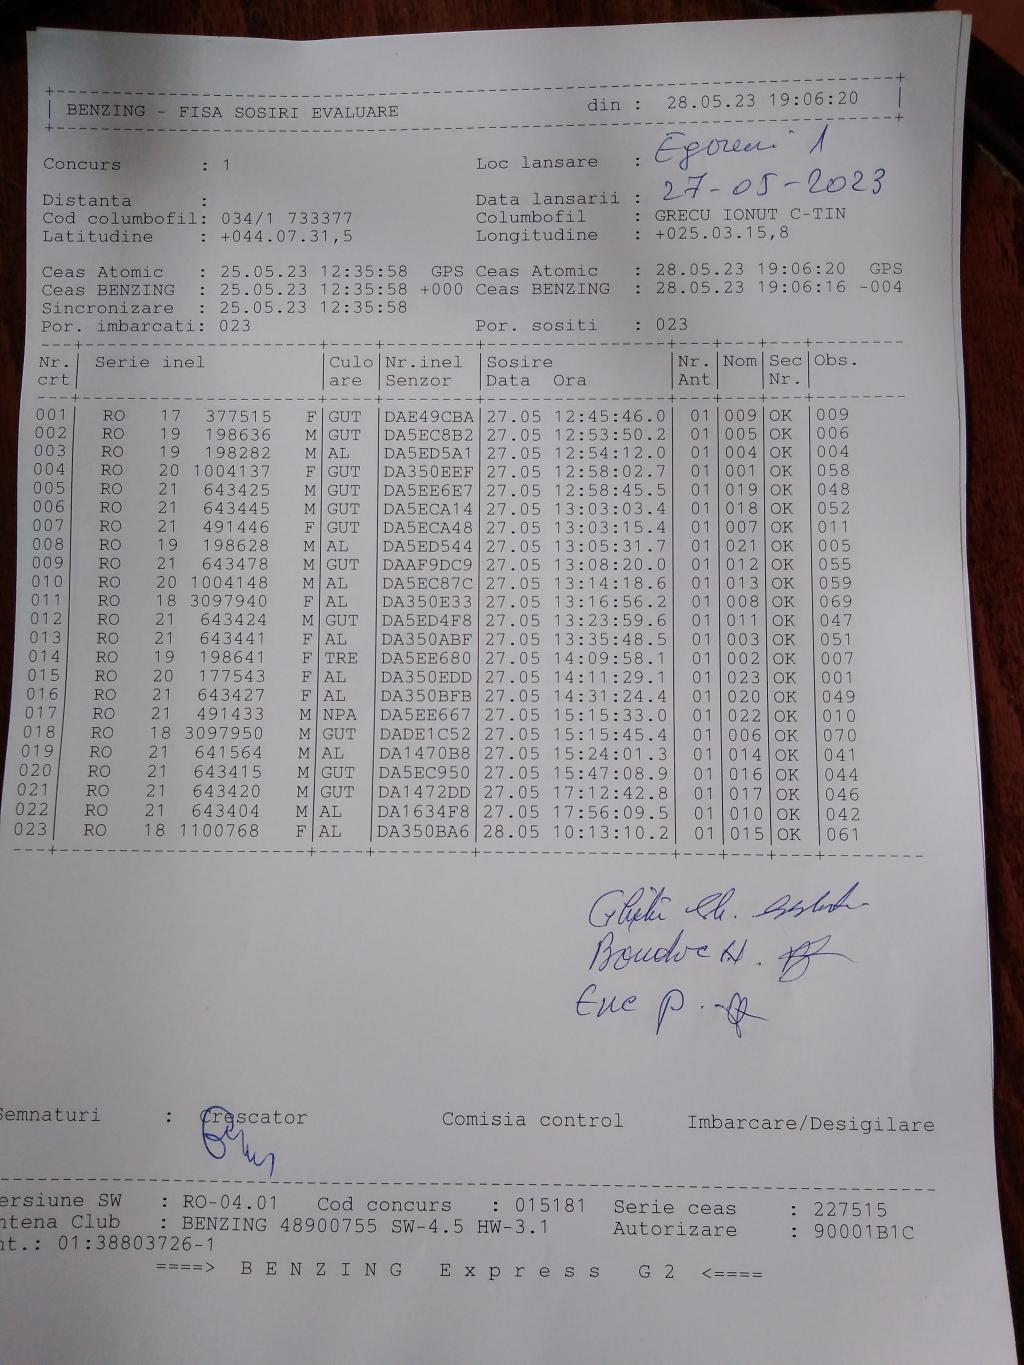 BENZING - FISA SOSIRI EVALUARE din : 28.05.23 19:06:20
Concurs : 1 Loc lansare : 1
Distanta : Data lansarii : 27-05-2023
Cod columbofil: 034/1 733377 Columbofil : GRECU IONUT C-TIN
Latitudine : +044.07.31,5 Longitudine : +025.03.15,8
Ceas Atomic : 25.05.23 12:35:58 GPS Ceas Atomic : 28.05.23 19:06:20 GPS
Ceas BENZING : 25.05.23 12:35:58 +000 Ceas BENZING : 28.05.23 19:06:16 -004
Sincronizare : 25.05.23 12:35:58
Por. imbarcati: 023 Por. sositi : 023
Nr. Serie inel Culo Nr.inel Sosire Nr. Nom Sec Obs.
crt are Senzor Data Ora Ant Nr.
001 RO 17 377515 F GUT DAE49CBA 27.05 12:45:46.0 01 009 OK 009
002 RO 19 198636 M GUT DA5EC8B2 27.05 12:53:50.2 01 005 OK 006
003 RO 19 198282 M AL DA5ED5A1 27.05 12:54:12.0 01 004 OK 004
004 RO 20 1004137 F GUT DA350EEF 27.05 12:58:02.7 01 001 OK 058
005 RO 21 643425 M GUT DA5EE6E7 27.05 12:58:45.5 01 019 OK 048
006 RO 21 643445 M GUT DA5ECA14 27.05 13:03:03.4 01 018 OK 052
007 RO 21 491446 F GUT DA5ECA48 27.05 13:03:15.4 01 007 OK 011
008 RO 19 198628 M AL DA5ED544 27.05 13:05:31.7 01 021 OK 005
009 RO 21 643478 M GUT DAAF9DC9 27.05 13:08:20.0 01 012 OK 055
010 RO 20 1004148 M AL DA5EC87C 27.05 13:14:18.6 01 013 OK 059
011 RO 18 3097940 F AL DA350E33 27.05 13:16:56.2 01 008 OK 069
012 RO 21 643424 M GUT DA5ED4F8 27.05 13:23:59.6 01 011 OK 047
013 RO 21 643441 F AL DA350ABF 27.05 13:35:48.5 01 003 OK 051
014 RO 19 198641 F TRE DA5EE680 27.05 14:09:58.1 01 002 OK 007
015 RO 20 177543 F AL DA350EDD 27.05 14:11:29.1 01 023 OK 001
016 RO 21 643427 F AL DA350BFB 27.05 14:31:24.4 01 020 OK 049
017 RO 21 491433 M NPA DA5EE667 27.05 15:15:33.0 01 022 OK 010
018 RO 18 3097950 M GUT DADE1C52 27.05 15:15:45.4 01 006 OK 070
019 RO 21 641564 M AL DA1470B8 27.05 15:24:01.3 01 014 OK 041
020 RO 21 643415 M GUT DA5EC950 27.05 15:47:08.9 01 016 OK 044
021 RO 21 643420 M GUT DA1472DD 27.05 17:12:42.8 01 017 OK 046
022 RO 21 643404 M AL DA1634F8 27.05 17:56:09.5 01 010 OK 042
023 RO 18 1100768 F AL DA350BA6 28.05 10:13:10.2 01 015 OK 061
Semnaturi : Crescator Comisia control Imbarcare/Desigilare
ersiune SW : RO-04.01 Cod concurs : 015181 Serie ceas : 227515
ntena Club : BENZING 48900755 SW-4.5 HW-3.1 Autorizare : 90001B1C
nt.: 01:38803726-1
====> B E N Z I N G E x p r e s s G 2 <====